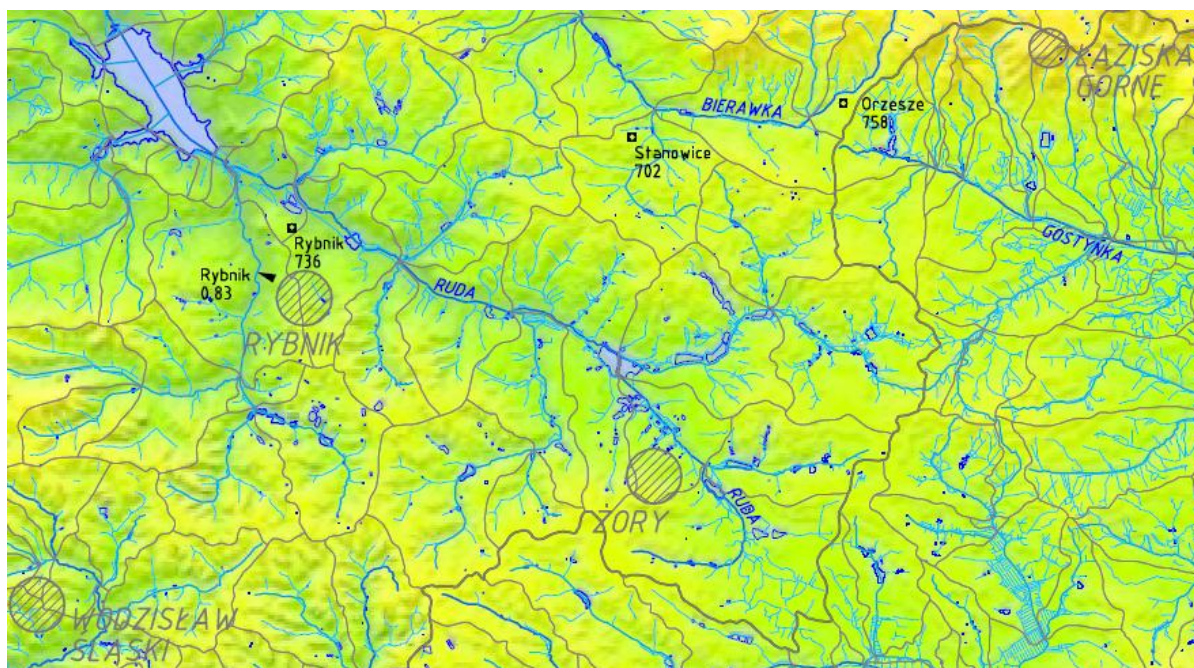 ŁAZISKA
GÓRNE
BIERAWKA
Orzesze
758
Stanowice
702
GOSTYNKA
Rybnik
736
Rybnik
0.83
RUDA
RYBNIK
RUDA
ŻORY
WODZISŁAW
ŚLĄSKI